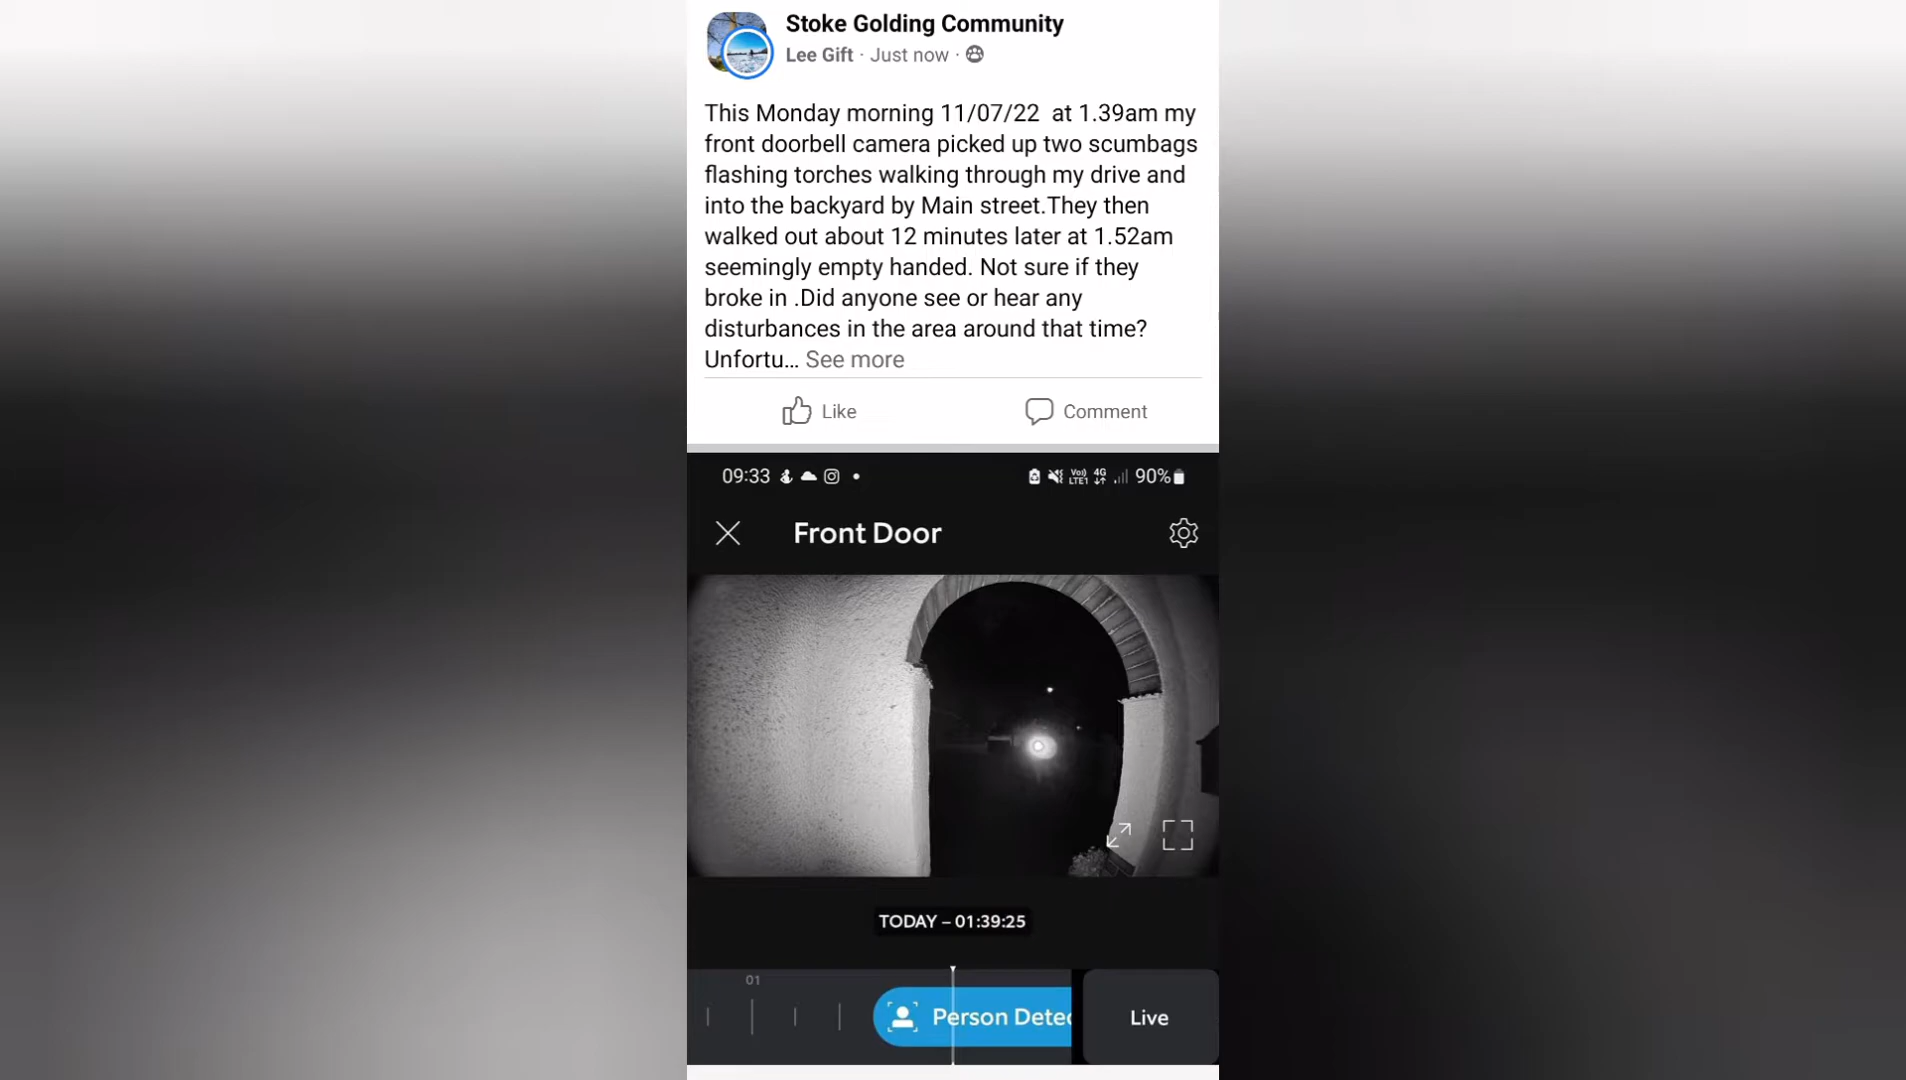 Stoke Golding Community
Lee Gift · Just now ·
This Monday morning 11/07/22 at 1.39am my
front doorbell camera picked up two scumbags
flashing torches walking through my drive and
into the backyard by Main street.They then
walked out about 12 minutes later at 1.52am
seemingly empty handed. Not sure if they
broke in .Did anyone see or hear any
disturbances in the area around that time?
Unfortu... See more
Like Comment
09:33 Vo) LTE1 4G 90%
Front Door
TODAY – 01:39:25
01
Person Detec
Live